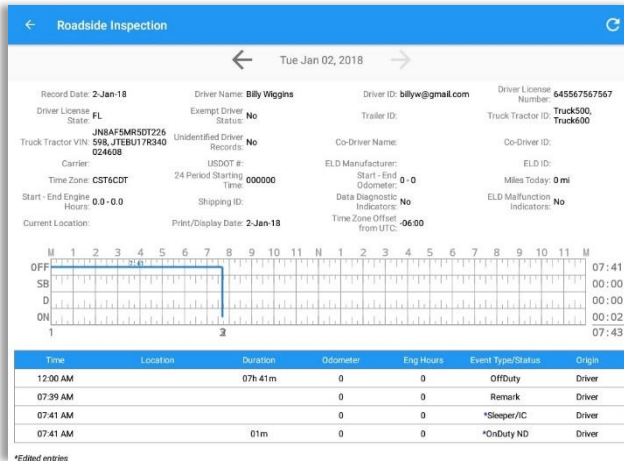 Roadside Inspection
Tue Jan 02, 2018
Record Date: 2-Jan-18 Driver Name: Billy Wiggins Driver ID: billyw@gmail.com Driver License Number: 645567567567
Driver License State: FL Exempt Driver Status: No Trailer ID: Truck Tractor ID: Truck500, Truck600
Truck Tractor VIN: JN8AF5MR5DT226598, JTEBU17R340024608 Unidentified Driver Records: No Co-Driver Name: Co-Driver ID:
Carrier: USDOT #: ELD Manufacturer: ELD ID:
Time Zone: CST6CDT 24 Period Starting Time: 000000 Start - End Odometer: 0 - 0 Miles Today: 0 mi
Start - End Engine Hours: 0.0 - 0.0 Shipping ID: Data Diagnostic Indicators: No ELD Malfunction Indicators: No
Current Location: Print/Display Date: 2-Jan-18 Time Zone Offset from UTC: -06:00
M 1 2 3 4 5 6 7 8 9 10 11 N 1 2 3 4 5 6 7 8 9 10 11 M
OFF 7:41 07:41
SB 00:00
D 00:00
ON 00:02
1 07:43
Time Location Duration Odometer Eng Hours Event Type/Status Origin
12:00 AM 07h 41m 0 0 OffDuty Driver
07:39 AM 0 0 Remark Driver
07:41 AM 0 0 *Sleeper/IC Driver
07:41 AM 01m 0 0 *OnDuty ND Driver
*Edited entries